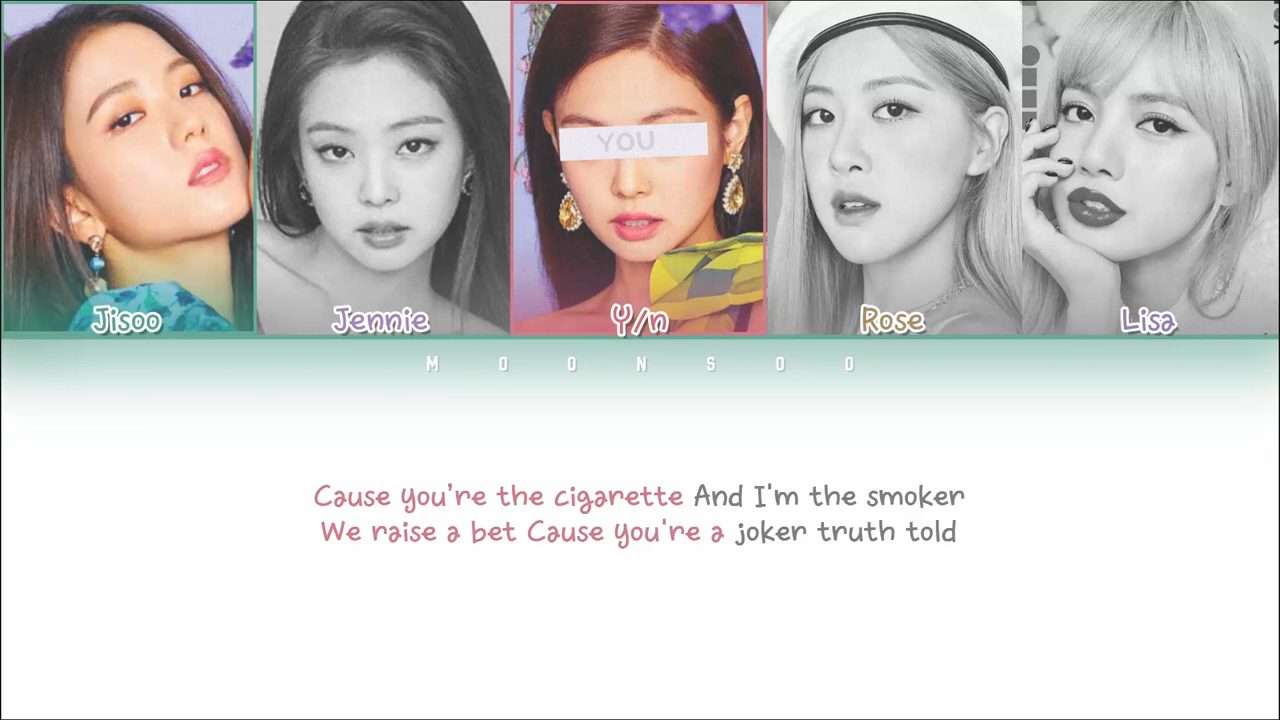 YOU
Jisoo Jennie Y/n Rose Lisa
M O O N S O O
Cause you're the cigarette And I'm the smoker
We raise a bet Cause you're a joker truth told